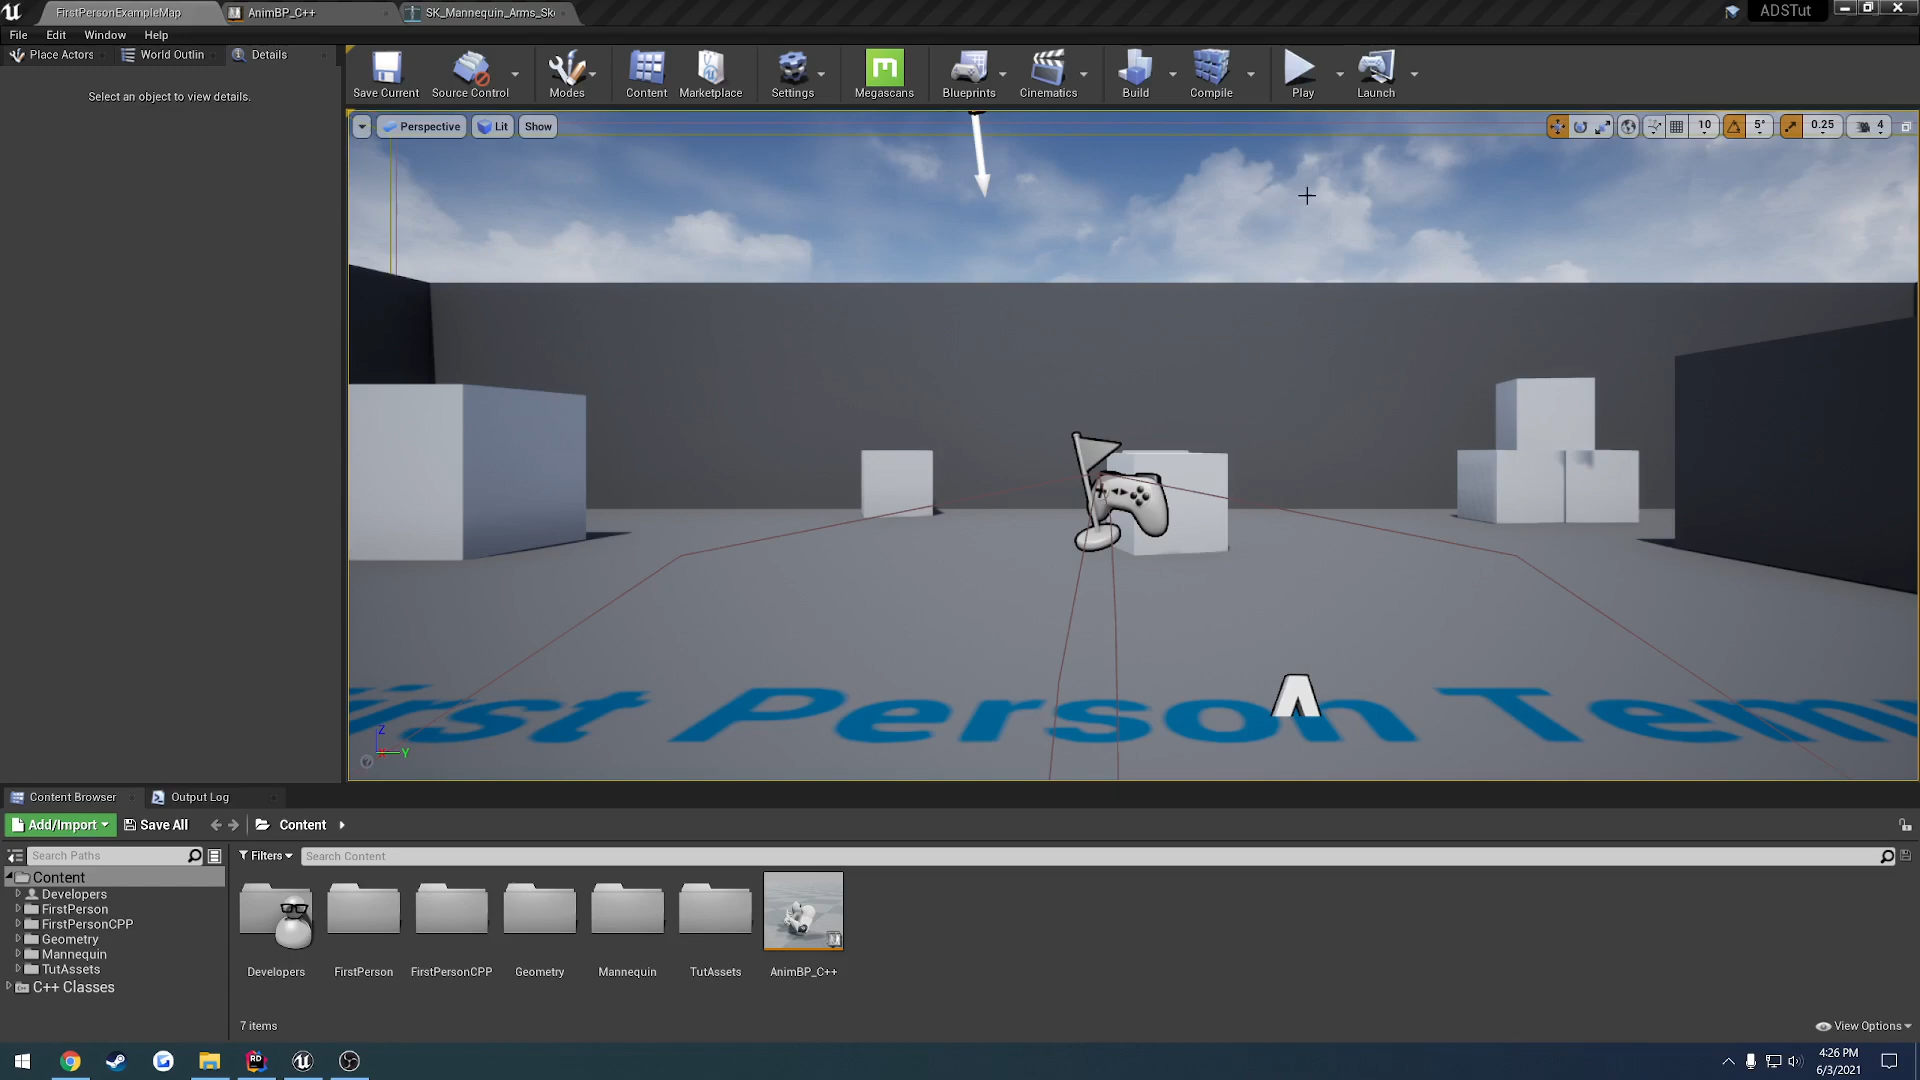 FirstPersonExampleMap
AnimBP_C++
SK_Mannequin_Arms_Ske
ADSTut
File Edit Window Help
Place Actors World Outlin Details
Select an object to view details.
Save Current Source Control Modes Content Marketplace Settings Megascans Blueprints Cinematics Build Compile Play Launch
Perspective Lit Show
10 5° 0.25 4
First Person Temp
Z
Y
Content Browser Output Log
Add/Import Save All Content
Search Paths
Filters Search Content
Content
Developers
FirstPerson
FirstPersonCPP
Geometry
Mannequin
TutAssets
C++ Classes
Developers FirstPerson FirstPersonCPP Geometry Mannequin TutAssets AnimBP_C++
7 items
View Options
RD
4:26 PM
6/3/2021